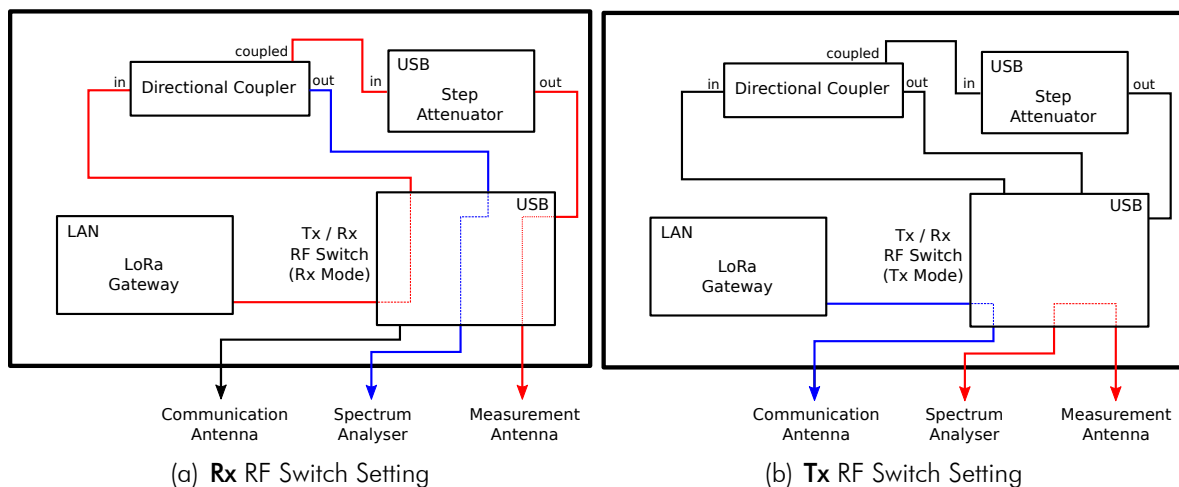 coupled
in
Directional Coupler
out
in
USB
Step
Attenuator
out
USB
LAN
LoRa
Gateway
Tx / Rx
RF Switch
(Rx Mode)
Communication
Antenna
Spectrum
Analyser
Measurement
Antenna
(a) Rx RF Switch Setting
coupled
in
Directional Coupler
out
in
USB
Step
Attenuator
out
USB
LAN
LoRa
Gateway
Tx / Rx
RF Switch
(Tx Mode)
Communication
Antenna
Spectrum
Analyser
Measurement
Antenna
(b) Tx RF Switch Setting